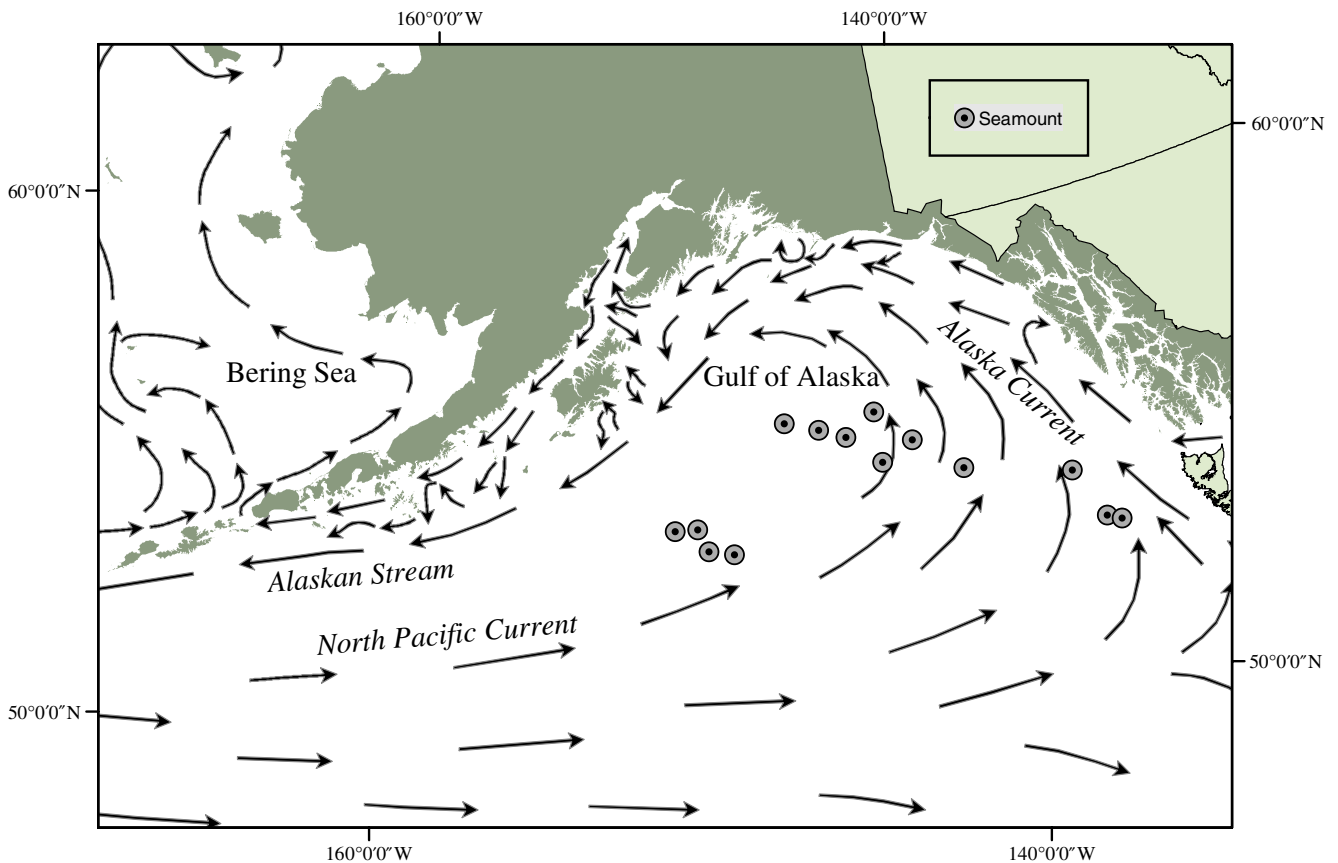 160°0′0″W
140°0′0″W
Seamount
60°0′0″N
60°0′0″N
Alaska Current
Bering Sea
Gulf of Alaska
Alaskan Stream
North Pacific Current
50°0′0″N
50°0′0″N
160°0′0″W
140°0′0″W